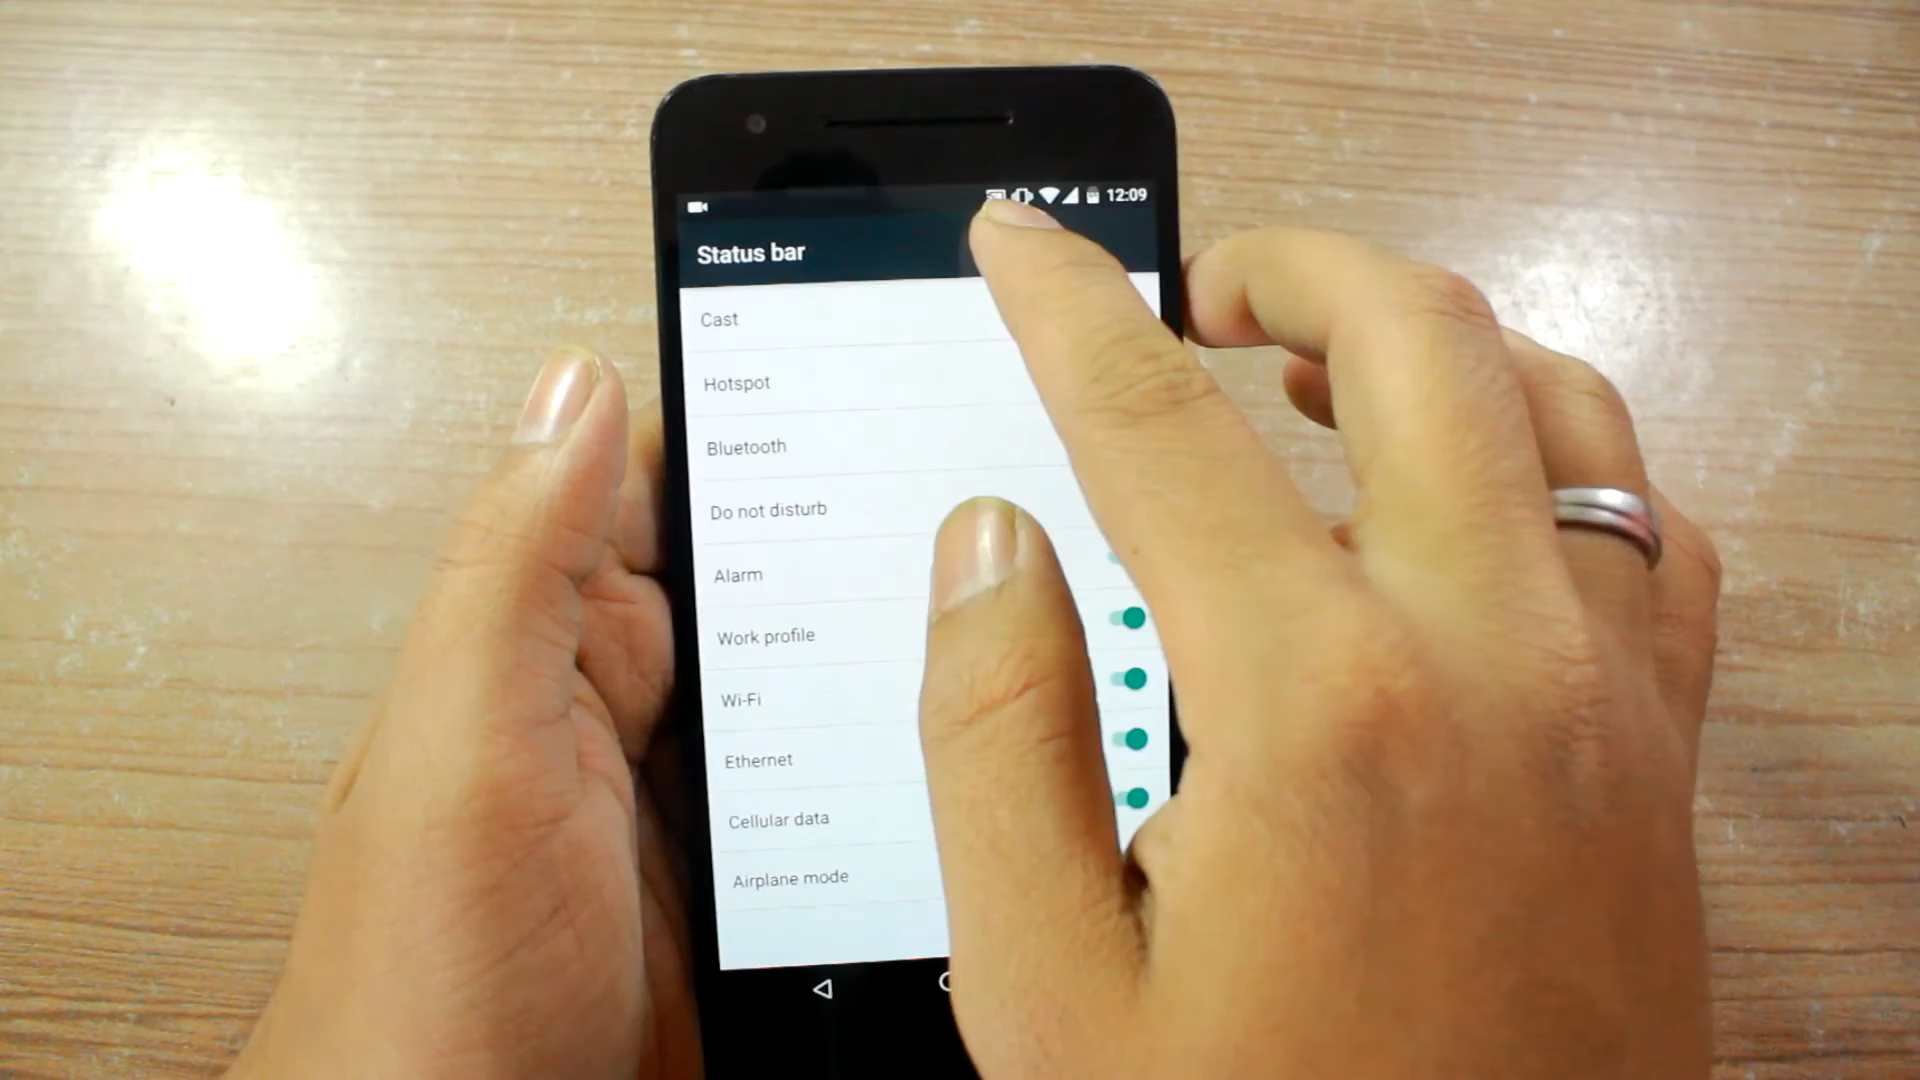 12:09
Status bar
Cast
Hotspot
Bluetooth
Do not disturb
Alarm
Work profile
Wi-Fi
Ethernet
Cellular data
Airplane mode